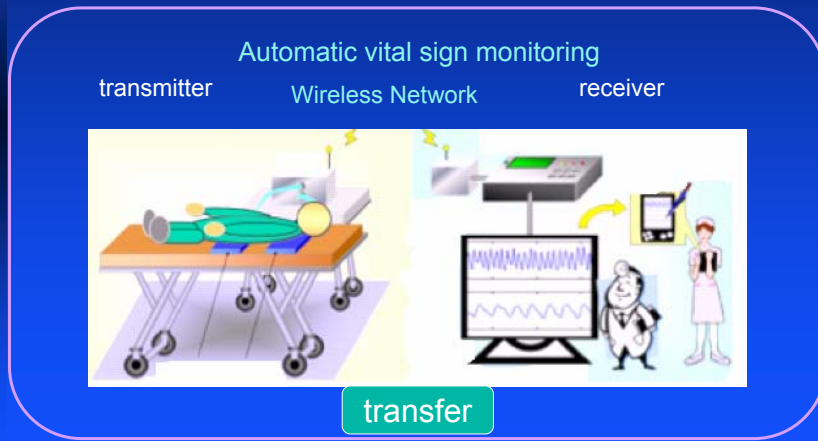 Automatic vital sign monitoring
transmitter
Wireless Network
receiver
transfer